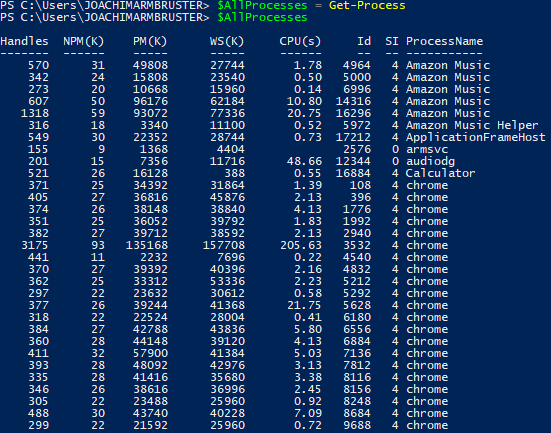 PS C:\Users\JOACHIMARMBRUSTER> $AllProcesses = Get-Process
PS C:\Users\JOACHIMARMBRUSTER> $AllProcesses
Handles NPM(K) PM(K) WS(K) CPU(s) Id SI ProcessName
------- ------ ----- ----- ------ -- -- -----------
570 31 49808 27744 1.78 4964 4 Amazon Music
342 24 15808 23540 0.50 5000 4 Amazon Music
273 20 10668 15960 0.14 6996 4 Amazon Music
607 50 96176 62184 10.80 14316 4 Amazon Music
1318 59 93072 77336 20.75 16296 4 Amazon Music
316 18 3340 11100 0.52 5972 4 Amazon Music Helper
549 30 22352 28744 0.73 17212 4 ApplicationFrameHost
155 9 1368 4404 2576 0 armsvc
201 15 7356 11716 48.66 12344 0 audiodg
521 26 16128 388 0.55 16884 4 Calculator
371 25 34392 31864 1.39 108 4 chrome
405 27 36816 45876 2.13 396 4 chrome
374 26 38148 38840 4.13 1776 4 chrome
351 25 36052 39792 1.83 1992 4 chrome
382 27 39712 38592 2.13 2940 4 chrome
3175 93 135168 157708 205.63 3532 4 chrome
441 11 2232 7696 0.22 4540 4 chrome
370 27 39392 40396 2.16 4832 4 chrome
362 25 33312 53336 2.23 5212 4 chrome
297 22 23632 30612 0.58 5292 4 chrome
377 26 39244 41368 21.75 5628 4 chrome
318 22 22524 28004 0.41 6180 4 chrome
384 27 42788 43836 5.80 6556 4 chrome
360 28 44148 39120 4.13 6884 4 chrome
411 32 57900 41384 5.03 7136 4 chrome
393 28 48092 42976 3.13 7812 4 chrome
335 28 41416 35680 3.38 8116 4 chrome
346 26 38616 36996 2.45 8156 4 chrome
305 22 23488 25960 0.92 8248 4 chrome
488 30 43740 40228 7.09 8684 4 chrome
299 22 21592 25960 0.72 9688 4 chrome